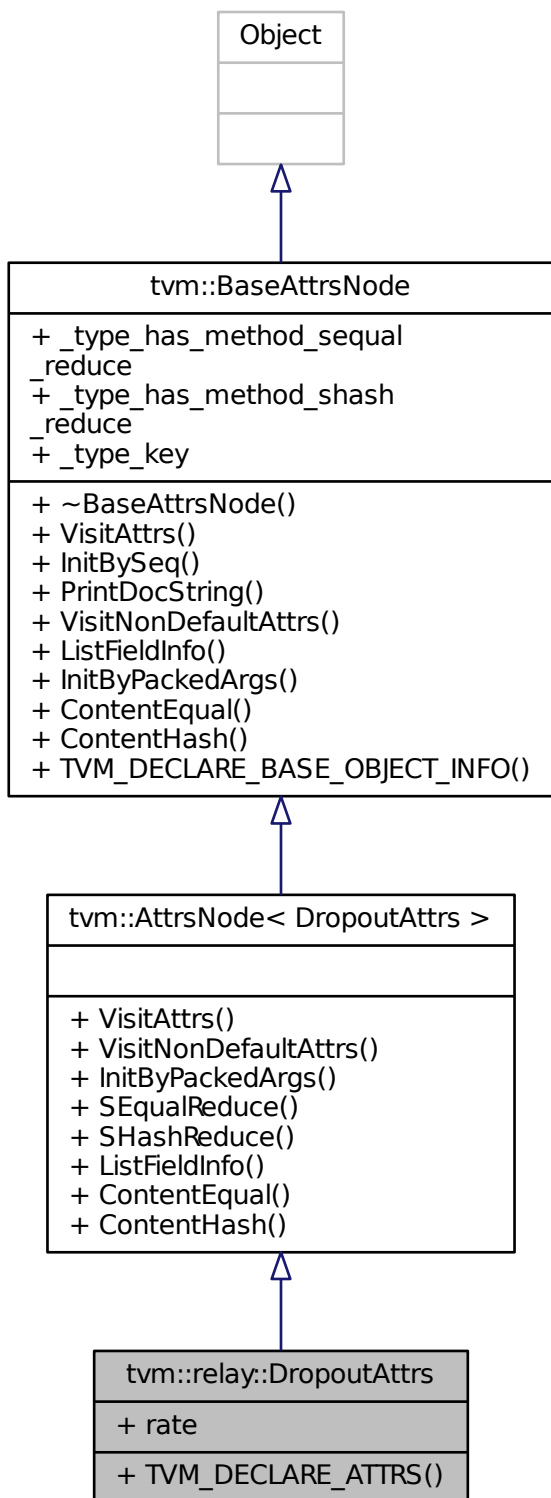 Object
tvm::BaseAttrsNode
+ _type_has_method_sequal
_reduce
+ _type_has_method_shash
_reduce
+ _type_key
+ ~BaseAttrsNode()
+ VisitAttrs()
+ InitBySeq()
+ PrintDocString()
+ VisitNonDefaultAttrs()
+ ListFieldInfo()
+ InitByPackedArgs()
+ ContentEqual()
+ ContentHash()
+ TVM_DECLARE_BASE_OBJECT_INFO()
tvm::AttrsNode< DropoutAttrs >
+ VisitAttrs()
+ VisitNonDefaultAttrs()
+ InitByPackedArgs()
+ SEqualReduce()
+ SHashReduce()
+ ListFieldInfo()
+ ContentEqual()
+ ContentHash()
tvm::relay::DropoutAttrs
+ rate
+ TVM_DECLARE_ATTRS()